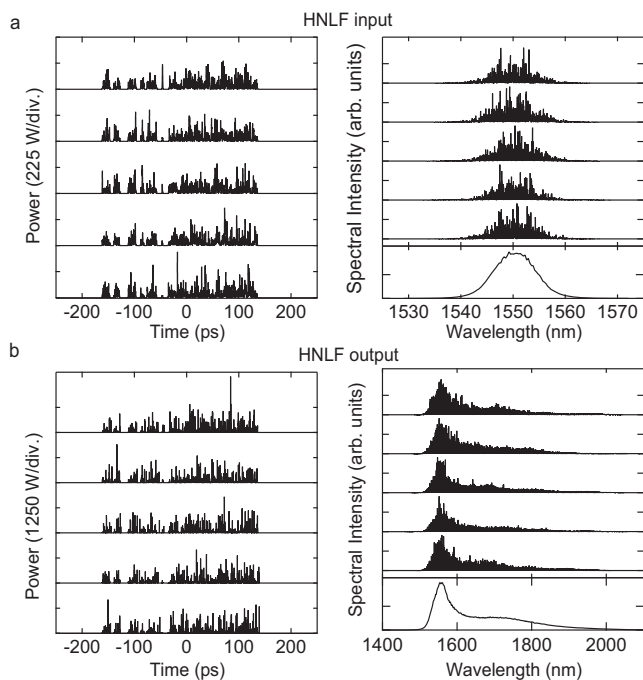 a
HNLF input
Power (225 W/div.)
-200 -100 0 100 200
Time (ps)
Spectral Intensity (arb. units)
1530 1540 1550 1560 1570
Wavelength (nm)
b
HNLF output
Power (1250 W/div.)
-200 -100 0 100 200
Time (ps)
Spectral Intensity (arb. units)
1400 1600 1800 2000
Wavelength (nm)